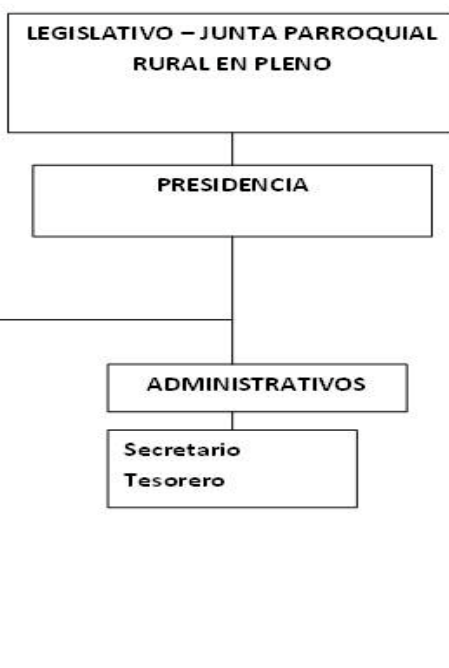 LEGISLATIVO – JUNTA PARROQUIAL
RURAL EN PLENO
PRESIDENCIA
ADMINISTRATIVOS
Secretario
Tesorero